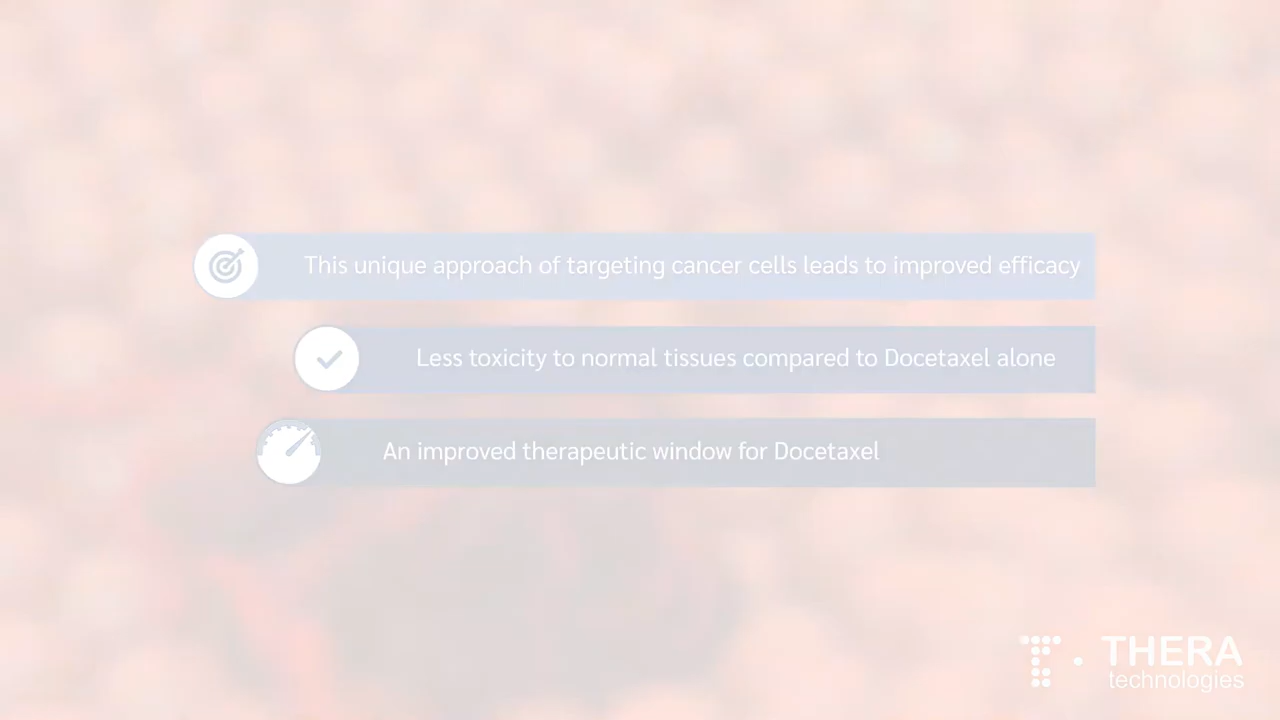 This unique approach of targeting cancer cells leads to improved efficacy
Less toxicity to normal tissues compared to Docetaxel alone
An improved therapeutic window for Docetaxel
THERA
technologies